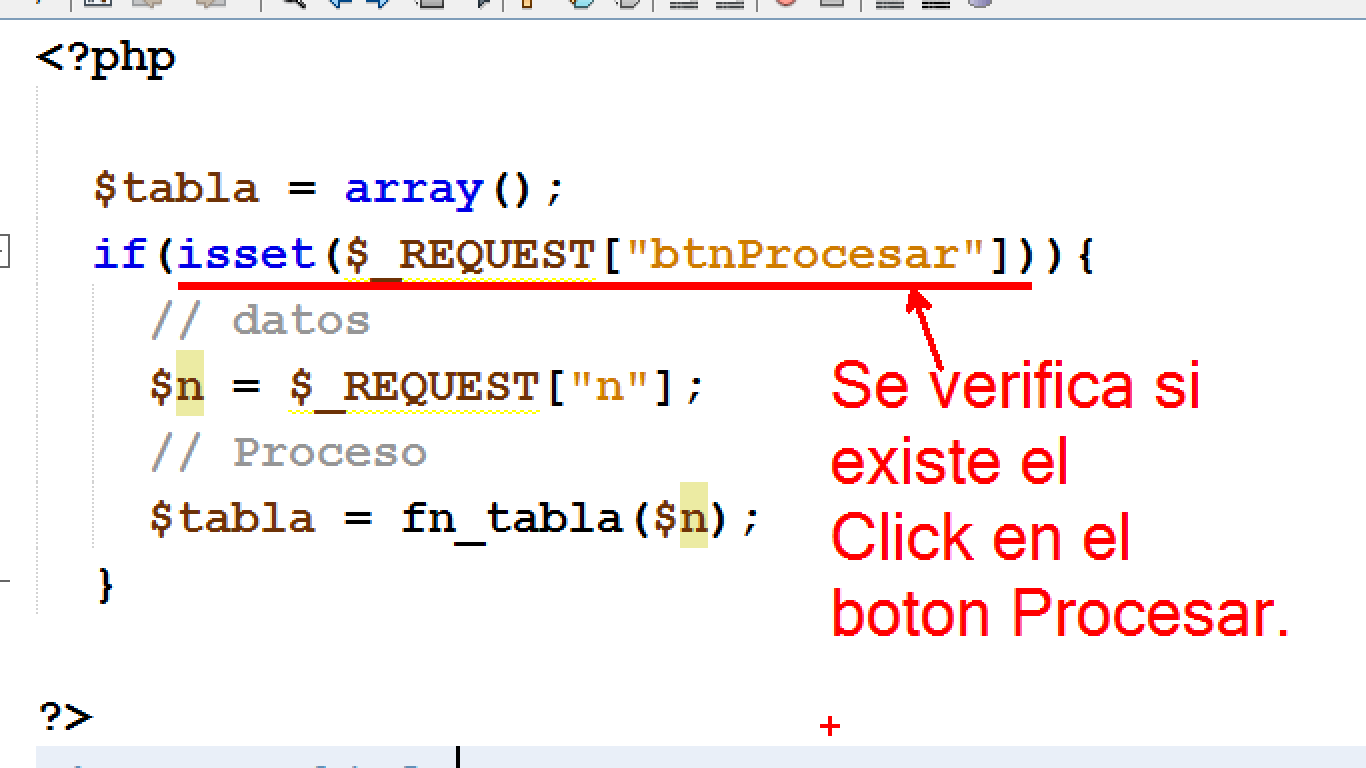 <?php
$tabla = array();
if(isset($_REQUEST["btnProcesar"])){
// datos
$n = $_REQUEST["n"];
// Proceso
$tabla = fn_tabla($n);
}
?>
Se verifica si
existe el
Click en el
boton Procesar.